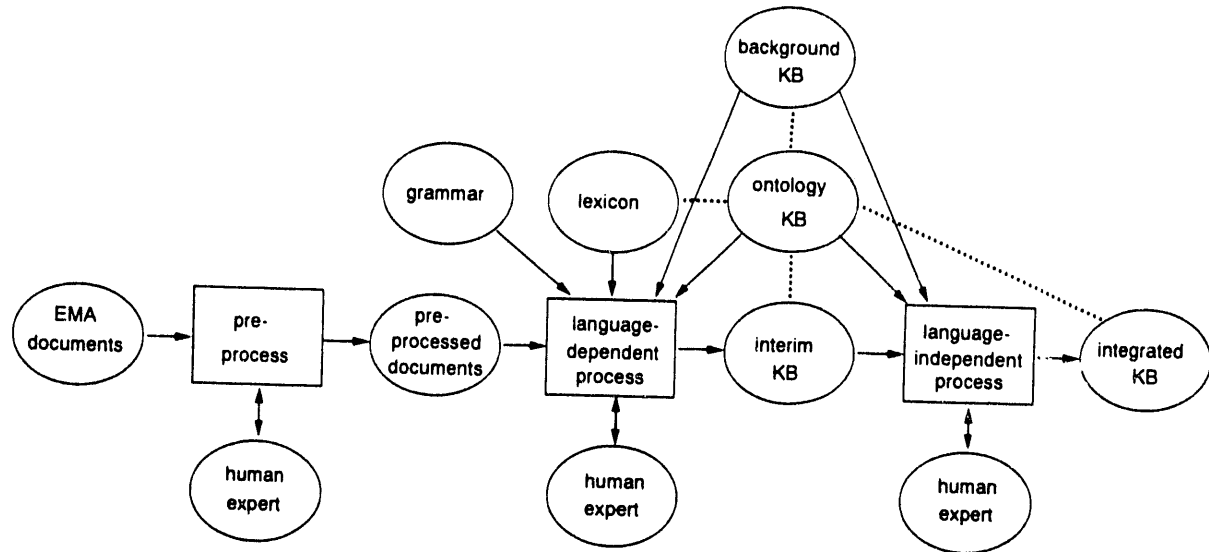 background
KB
grammar
lexicon
ontology
KB
EMA
documents
pre-
process
pre-
processed
documents
language-
dependent
process
interim
KB
language-
independent
process
integrated
KB
human
expert
human
expert
human
expert